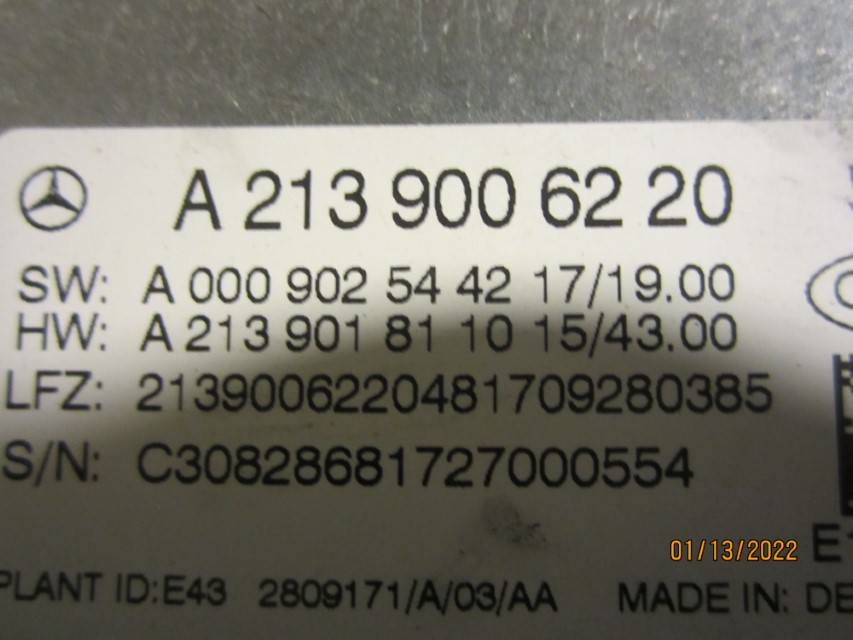 A 213 900 62 20
SW: A 000 902 54 42 17/19.00
HW: A 213 901 81 10 15/43.00
LFZ: 2139006220481709280385
S/N: C30828681727000554
01/13/2022
PLANT ID:E43 2809171/A/03/AA MADE IN: DE